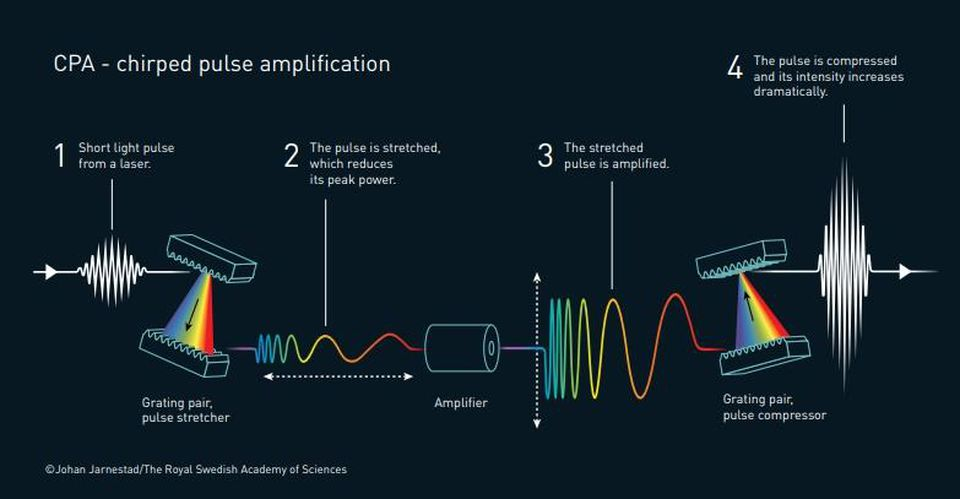 CPA - chirped pulse amplification
1
Short light pulse
from a laser.
2
The pulse is stretched,
which reduces
its peak power.
3
The stretched
pulse is amplified.
4
The pulse is compressed
and its intensity increases
dramatically.
Grating pair,
pulse stretcher
Amplifier
Grating pair,
pulse compressor
©Johan Jarnestad/The Royal Swedish Academy of Sciences